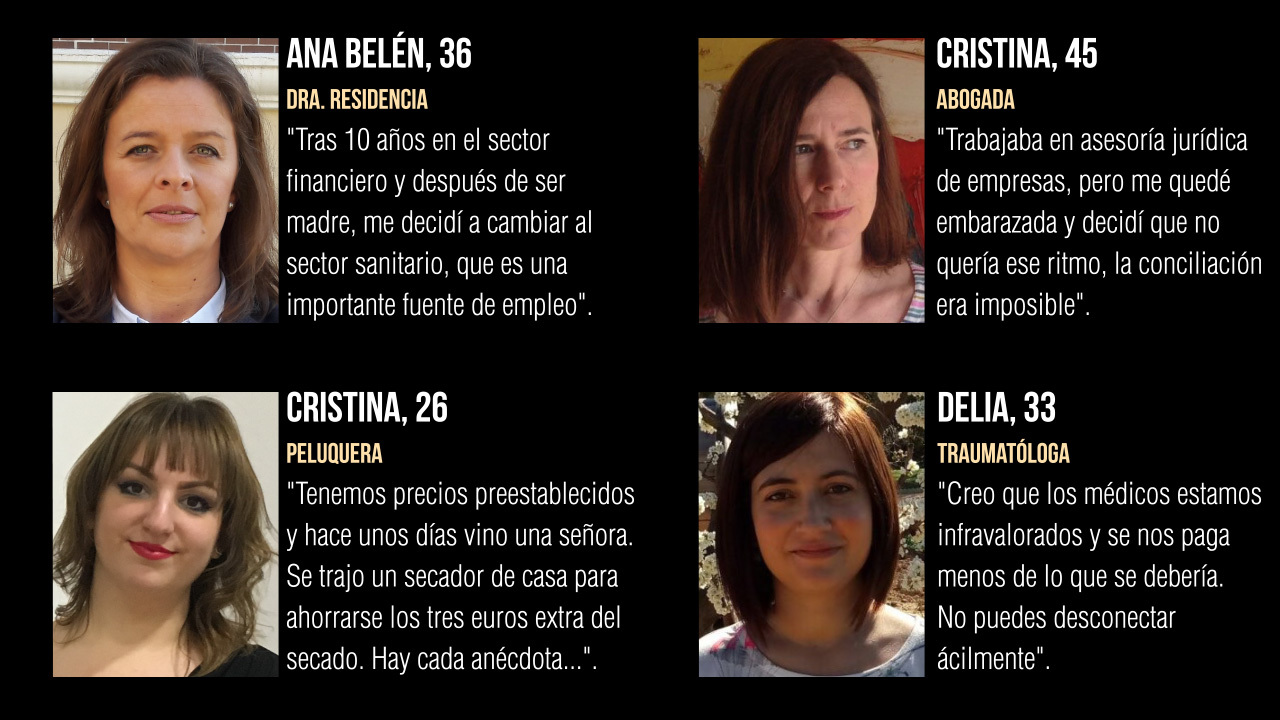 ANA BELÉN, 36
DRA. RESIDENCIA
"Tras 10 años en el sector
financiero y después de ser
madre, me decidí a cambiar al
sector sanitario, que es una
importante fuente de empleo".
CRISTINA, 45
ABOGADA
"Trabajaba en asesoría jurídica
de empresas, pero me quedé
embarazada y decidí que no
quería ese ritmo, la conciliación
era imposible".
CRISTINA, 26
PELUQUERA
"Tenemos precios preestablecidos
y hace unos días vino una señora.
Se trajo un secador de casa para
ahorrarse los tres euros extra del
secado. Hay cada anécdota...".
DELIA, 33
TRAUMATÓLOGA
"Creo que los médicos estamos
infravalorados y se nos paga
menos de lo que se debería.
No puedes desconectar
ácilmente".